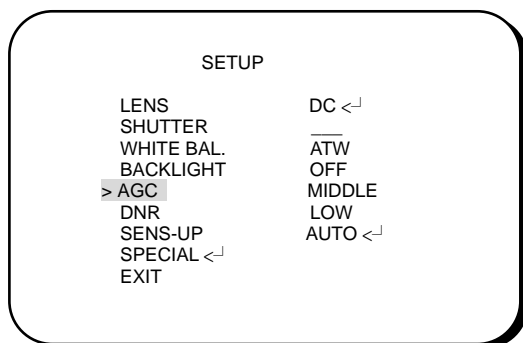 SETUP
LENS DC <┘
SHUTTER ___
WHITE BAL. ATW
BACKLIGHT OFF
> AGC MIDDLE
DNR LOW
SENS-UP AUTO <┘
SPECIAL <┘
EXIT